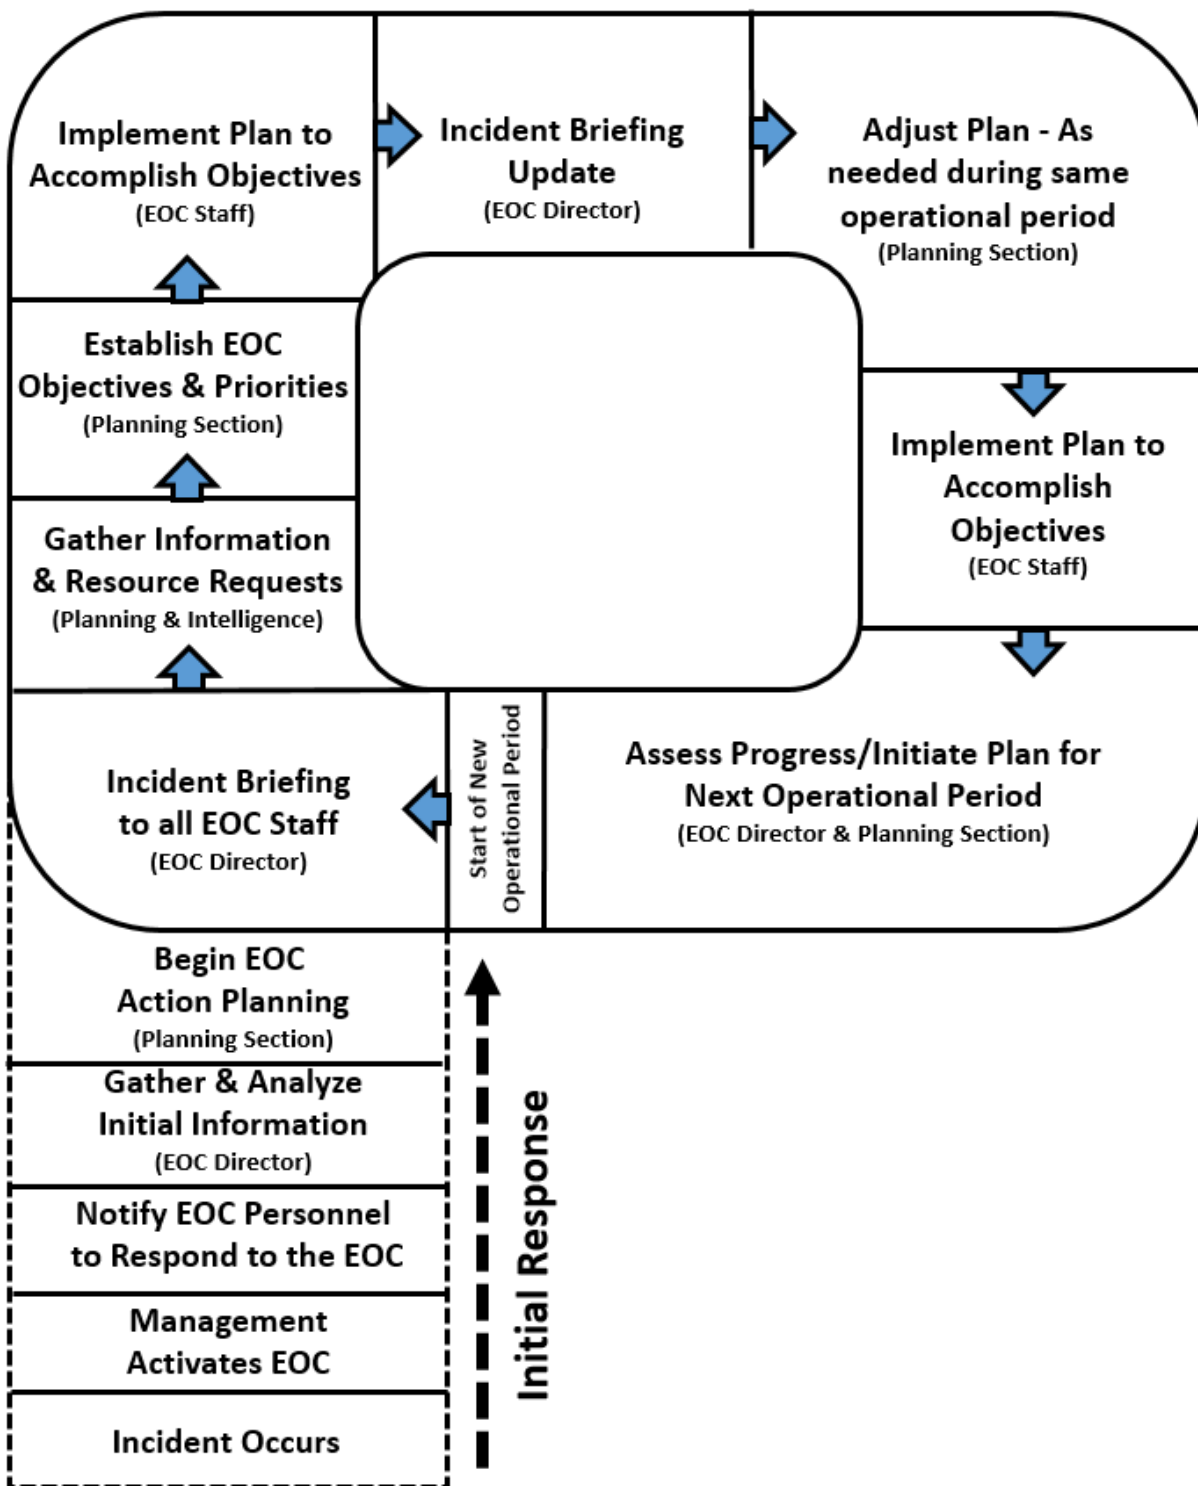 Implement Plan to
Accomplish Objectives
(EOC Staff)
Incident Briefing
Update
(EOC Director)
Adjust Plan - As
needed during same
operational period
(Planning Section)
Establish EOC
Objectives & Priorities
(Planning Section)
Implement Plan to
Accomplish
Objectives
(EOC Staff)
Gather Information
& Resource Requests
(Planning & Intelligence)
Incident Briefing
to all EOC Staff
(EOC Director)
Start of New
Operational Period
Assess Progress/Initiate Plan for
Next Operational Period
(EOC Director & Planning Section)
Begin EOC
Action Planning
(Planning Section)
Gather & Analyze
Initial Information
(EOC Director)
Notify EOC Personnel
to Respond to the EOC
Management
Activates EOC
Incident Occurs
Initial Response